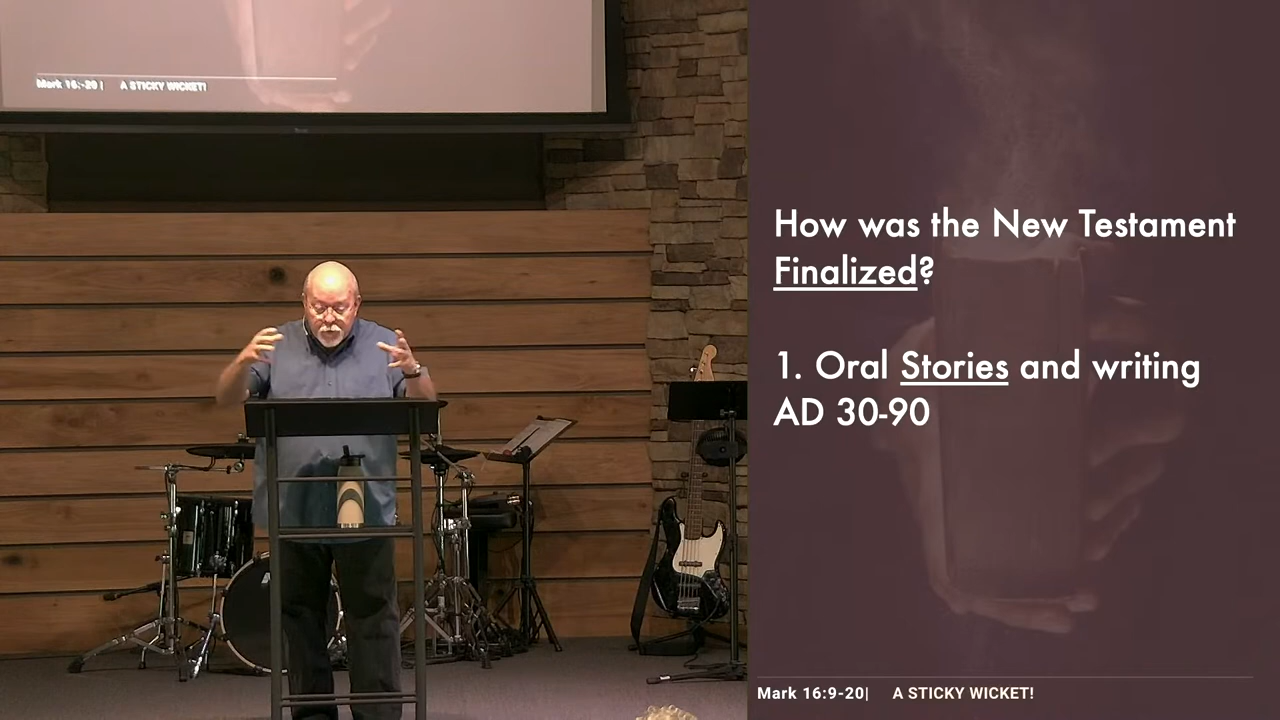 Mark 16:-20 | A STICKY WICKET!
How was the New Testament
Finalized?
1. Oral Stories and writing
AD 30-90
Mark 16:9-20| A STICKY WICKET!